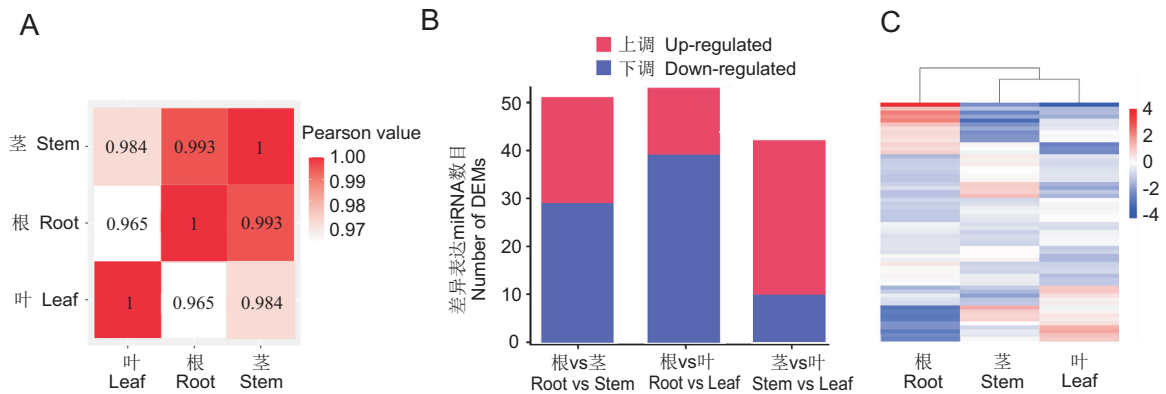 A
茎 Stem
根 Root
叶 Leaf
0.984 0.993 1
0.965 1 0.993
1 0.965 0.984
叶 根 茎
Leaf Root Stem
Pearson value
1.00
0.99
0.98
0.97
B
上调 Up-regulated
下调 Down-regulated
差异表达miRNA数目
Number of DEMs
50
40
30
20
10
0
根vs茎 根vs叶 茎vs叶
Root vs Stem Root vs Leaf Stem vs Leaf
C
4
2
0
-2
-4
根 茎 叶
Root Stem Leaf